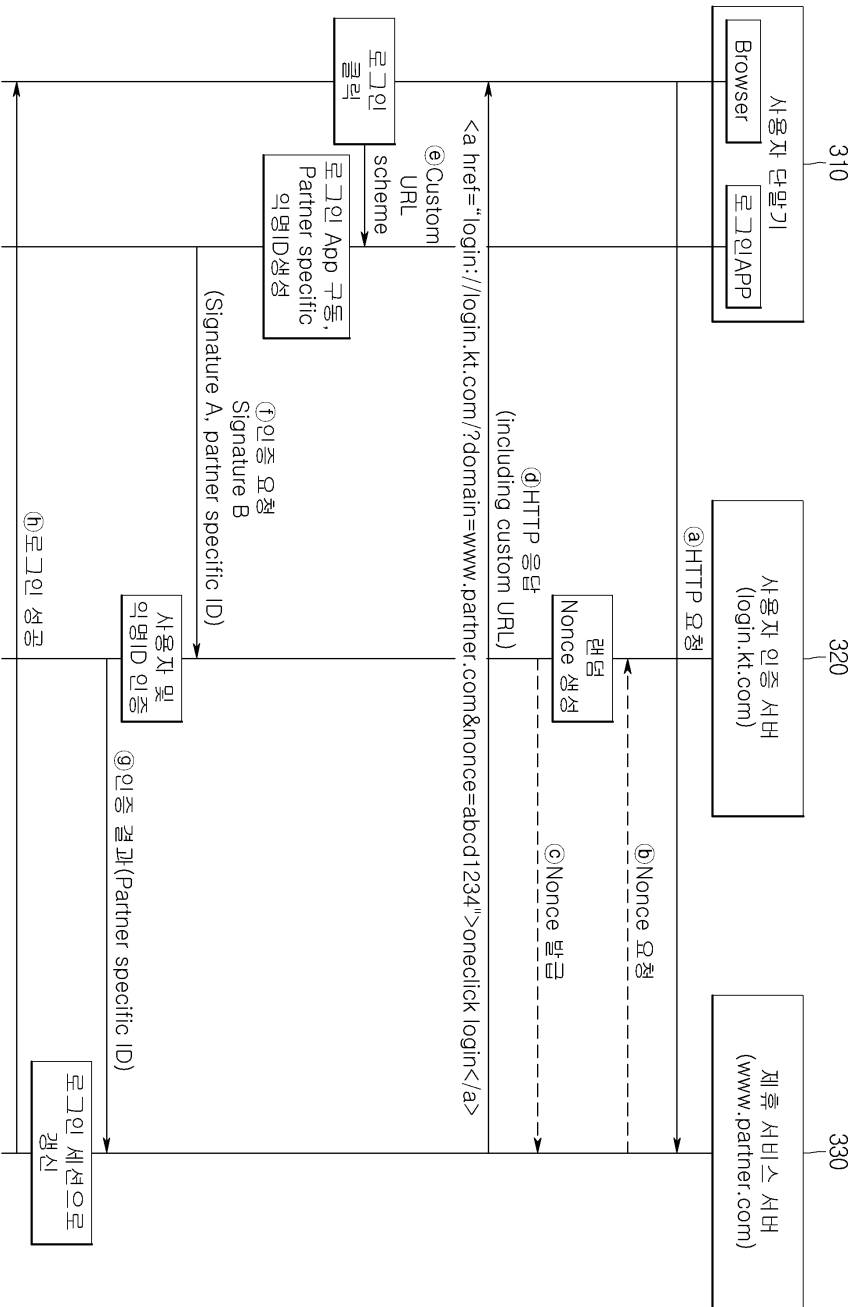 310
사용자 단말기
Browser
로그인APP
320
사용자 인증 서버
(login.kt.com)
330
제휴 서비스 서버
(www.partner.com)
ⓐHTTP 요청
ⓑNonce 요청
랜덤
Nonce 생성
ⓒNonce 발급
ⓓHTTP 응답
(including custom URL)
<a href=“login://login.kt.com/?domain=www.partner.com&nonce=abcd1234">oneclick login</a>
로그인
클릭
ⓔCustom
URL
scheme
로그인 App 구동,
Partner specific
익명ID생성
ⓕ인증 요청
Signature B
(Signature A, partner specific ID)
사용자 및
익명ID 인증
ⓖ인증 결과(Partner specific ID)
로그인 세션으로
갱신
ⓗ로그인 성공